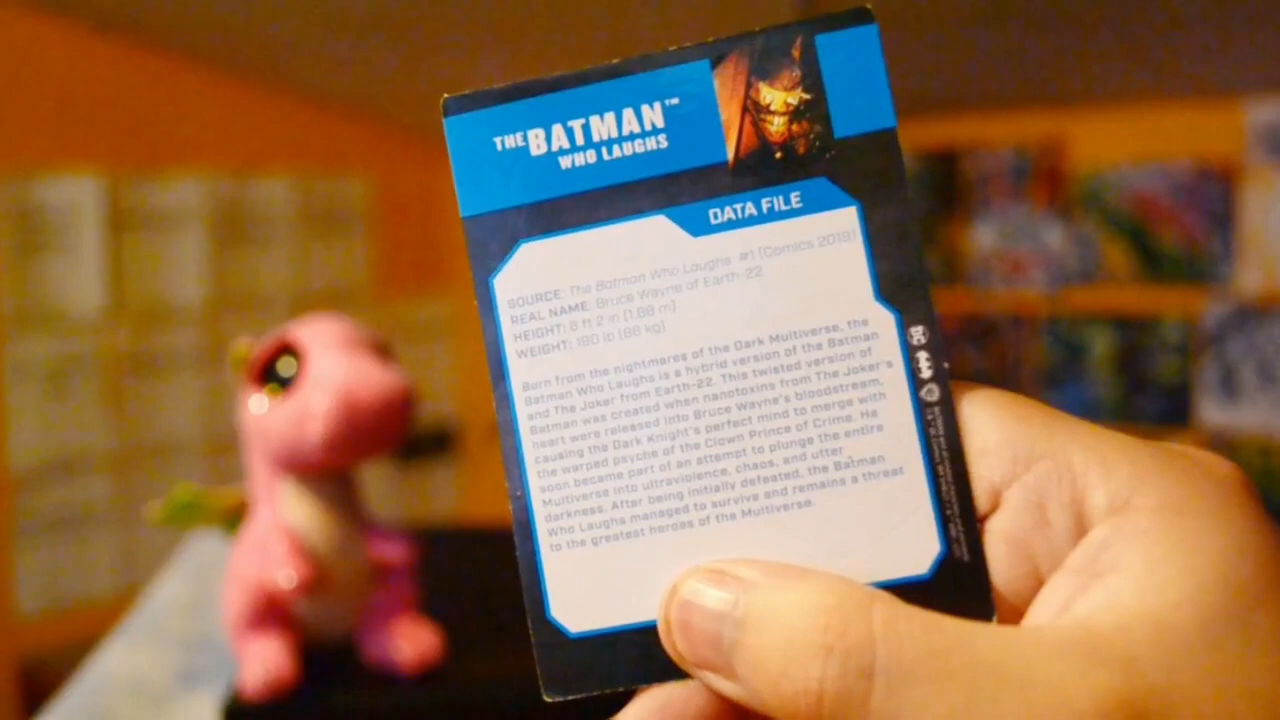 THE BATMAN™
WHO LAUGHS
DATA FILE
SOURCE: The Batman Who Laughs #1 (Comics 2019)
REAL NAME: Bruce Wayne of Earth-22
HEIGHT: 6 ft 2 in (1.88 m)
WEIGHT: 190 lb (86 kg)
Born from the nightmares of the Dark Multiverse, the
Batman Who Laughs is a hybrid version of the Batman
and The Joker from Earth-22. This twisted version of
Batman was created when nanotoxins from The Joker's
heart were released into Bruce Wayne's bloodstream,
causing the Dark Knight's perfect mind to merge with
the warped psyche of the Clown Prince of Crime. He
soon became part of an attempt to plunge the entire
Multiverse into ultraviolence, chaos, and utter
darkness. After being initially defeated, the Batman
Who Laughs managed to survive and remains a threat
to the greatest heroes of the Multiverse.
DC